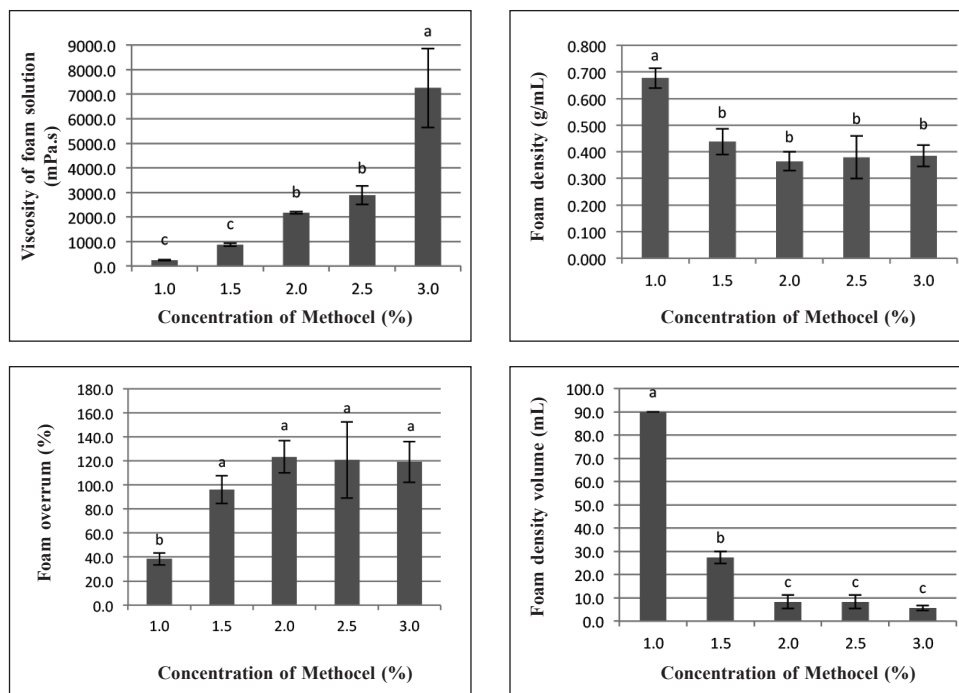 Viscosity of foam solution
(mPa.s)
9000.0
8000.0
7000.0
6000.0
5000.0
4000.0
3000.0
2000.0
1000.0
0.0
c
c
b
b
a
1.0 1.5 2.0 2.5 3.0
Concentration of Methocel (%)
Foam density (g/mL)
0.800
0.700
0.600
0.500
0.400
0.300
0.200
0.100
0.000
a
b
b
b
b
1.0 1.5 2.0 2.5 3.0
Concentration of Methocel (%)
Foam overrum (%)
180.0
160.0
140.0
120.0
100.0
80.0
60.0
40.0
20.0
0.0
b
a
a
a
a
1.0 1.5 2.0 2.5 3.0
Concentration of Methocel (%)
Foam density volume (mL)
100.0
90.0
80.0
70.0
60.0
50.0
40.0
30.0
20.0
10.0
0.0
a
b
c
c
c
1.0 1.5 2.0 2.5 3.0
Concentration of Methocel (%)